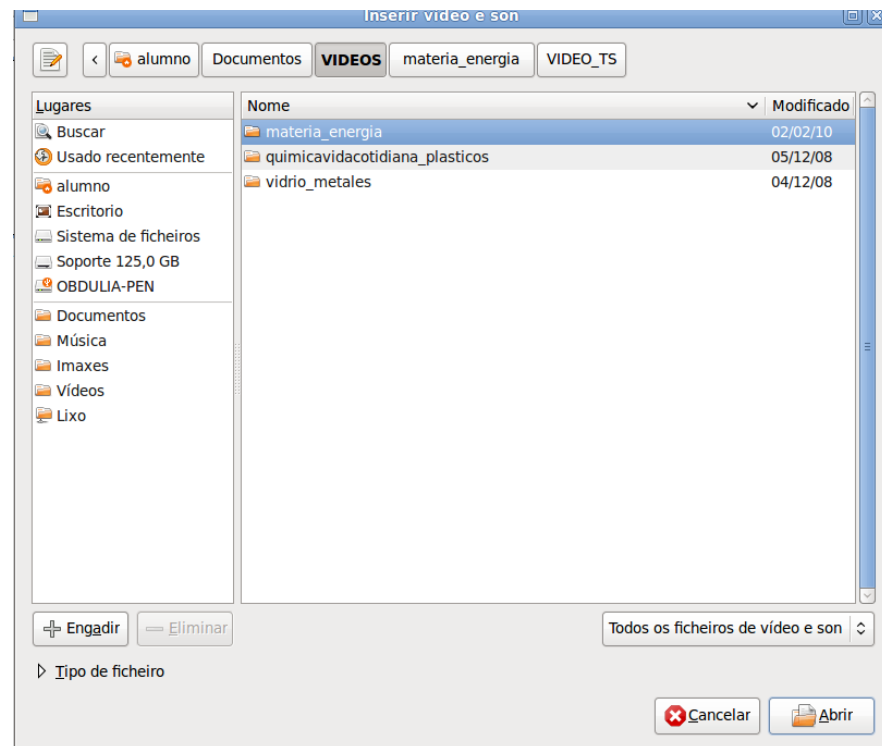 Inserir vídeo e son
alumno Documentos VIDEOS materia_energia VIDEO_TS
Lugares
Buscar
Usado recentemente
alumno
Escritorio
Sistema de ficheiros
Soporte 125,0 GB
OBDULIA-PEN
Documentos
Música
Imaxes
Vídeos
Lixo
Nome Modificado
materia_energia 02/02/10
quimicavidacotidiana_plasticos 05/12/08
vidrio_metales 04/12/08
Engadir Eliminar Todos os ficheiros de vídeo e son
Tipo de ficheiro
Cancelar Abrir